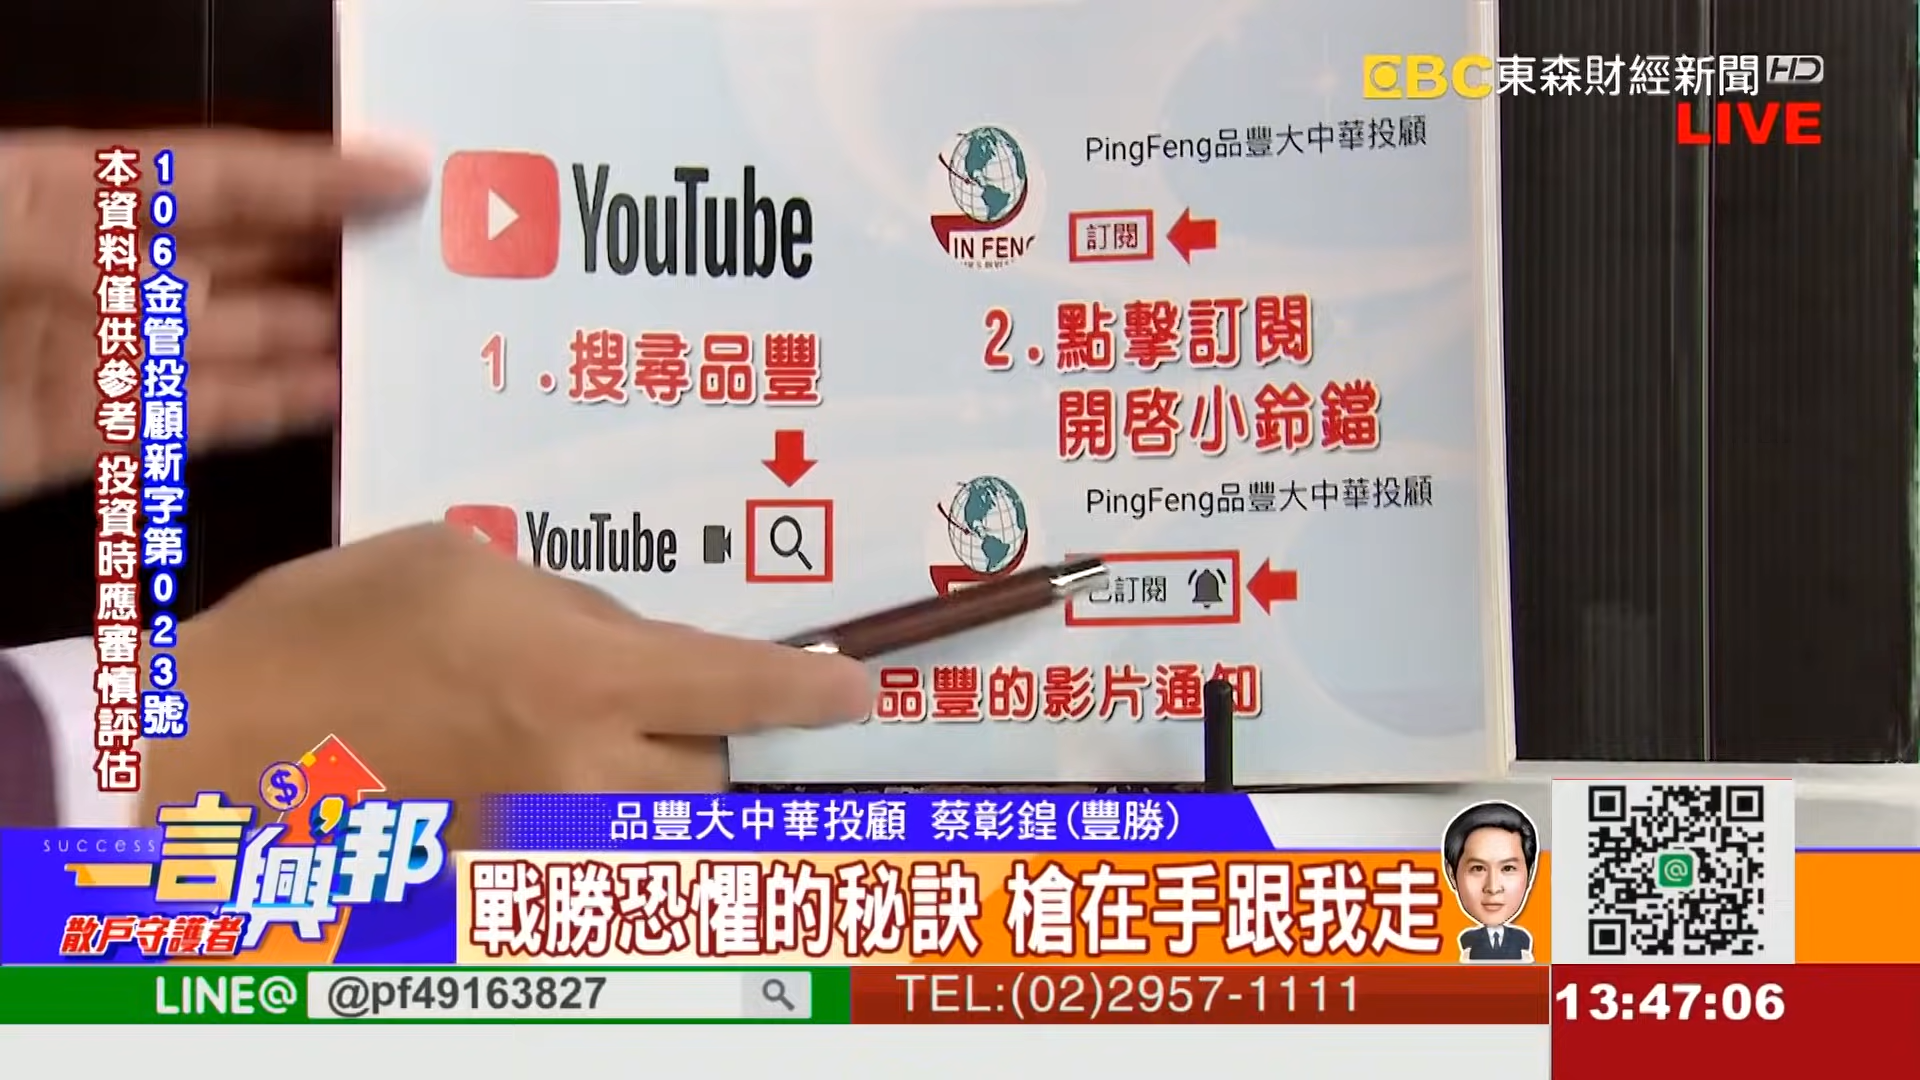 EBC東森財經新聞HD
LIVE
106金管投顧新字第023號
本資料僅供參考 投資時應審慎評估
YouTube
1.搜尋品豐
YouTube
PingFeng品豐大中華投顧
IN FENG
訂閱
2.點擊訂閱
開啓小鈴鐺
PingFeng品豐大中華投顧
已訂閱
品豐的影片通知
success
一言興邦
散戶守護者
品豐大中華投顧 蔡彰鍠(豐勝)
戰勝恐懼的秘訣 槍在手跟我走
LINE@ @pf49163827
TEL:(02)2957-1111
13:47:06